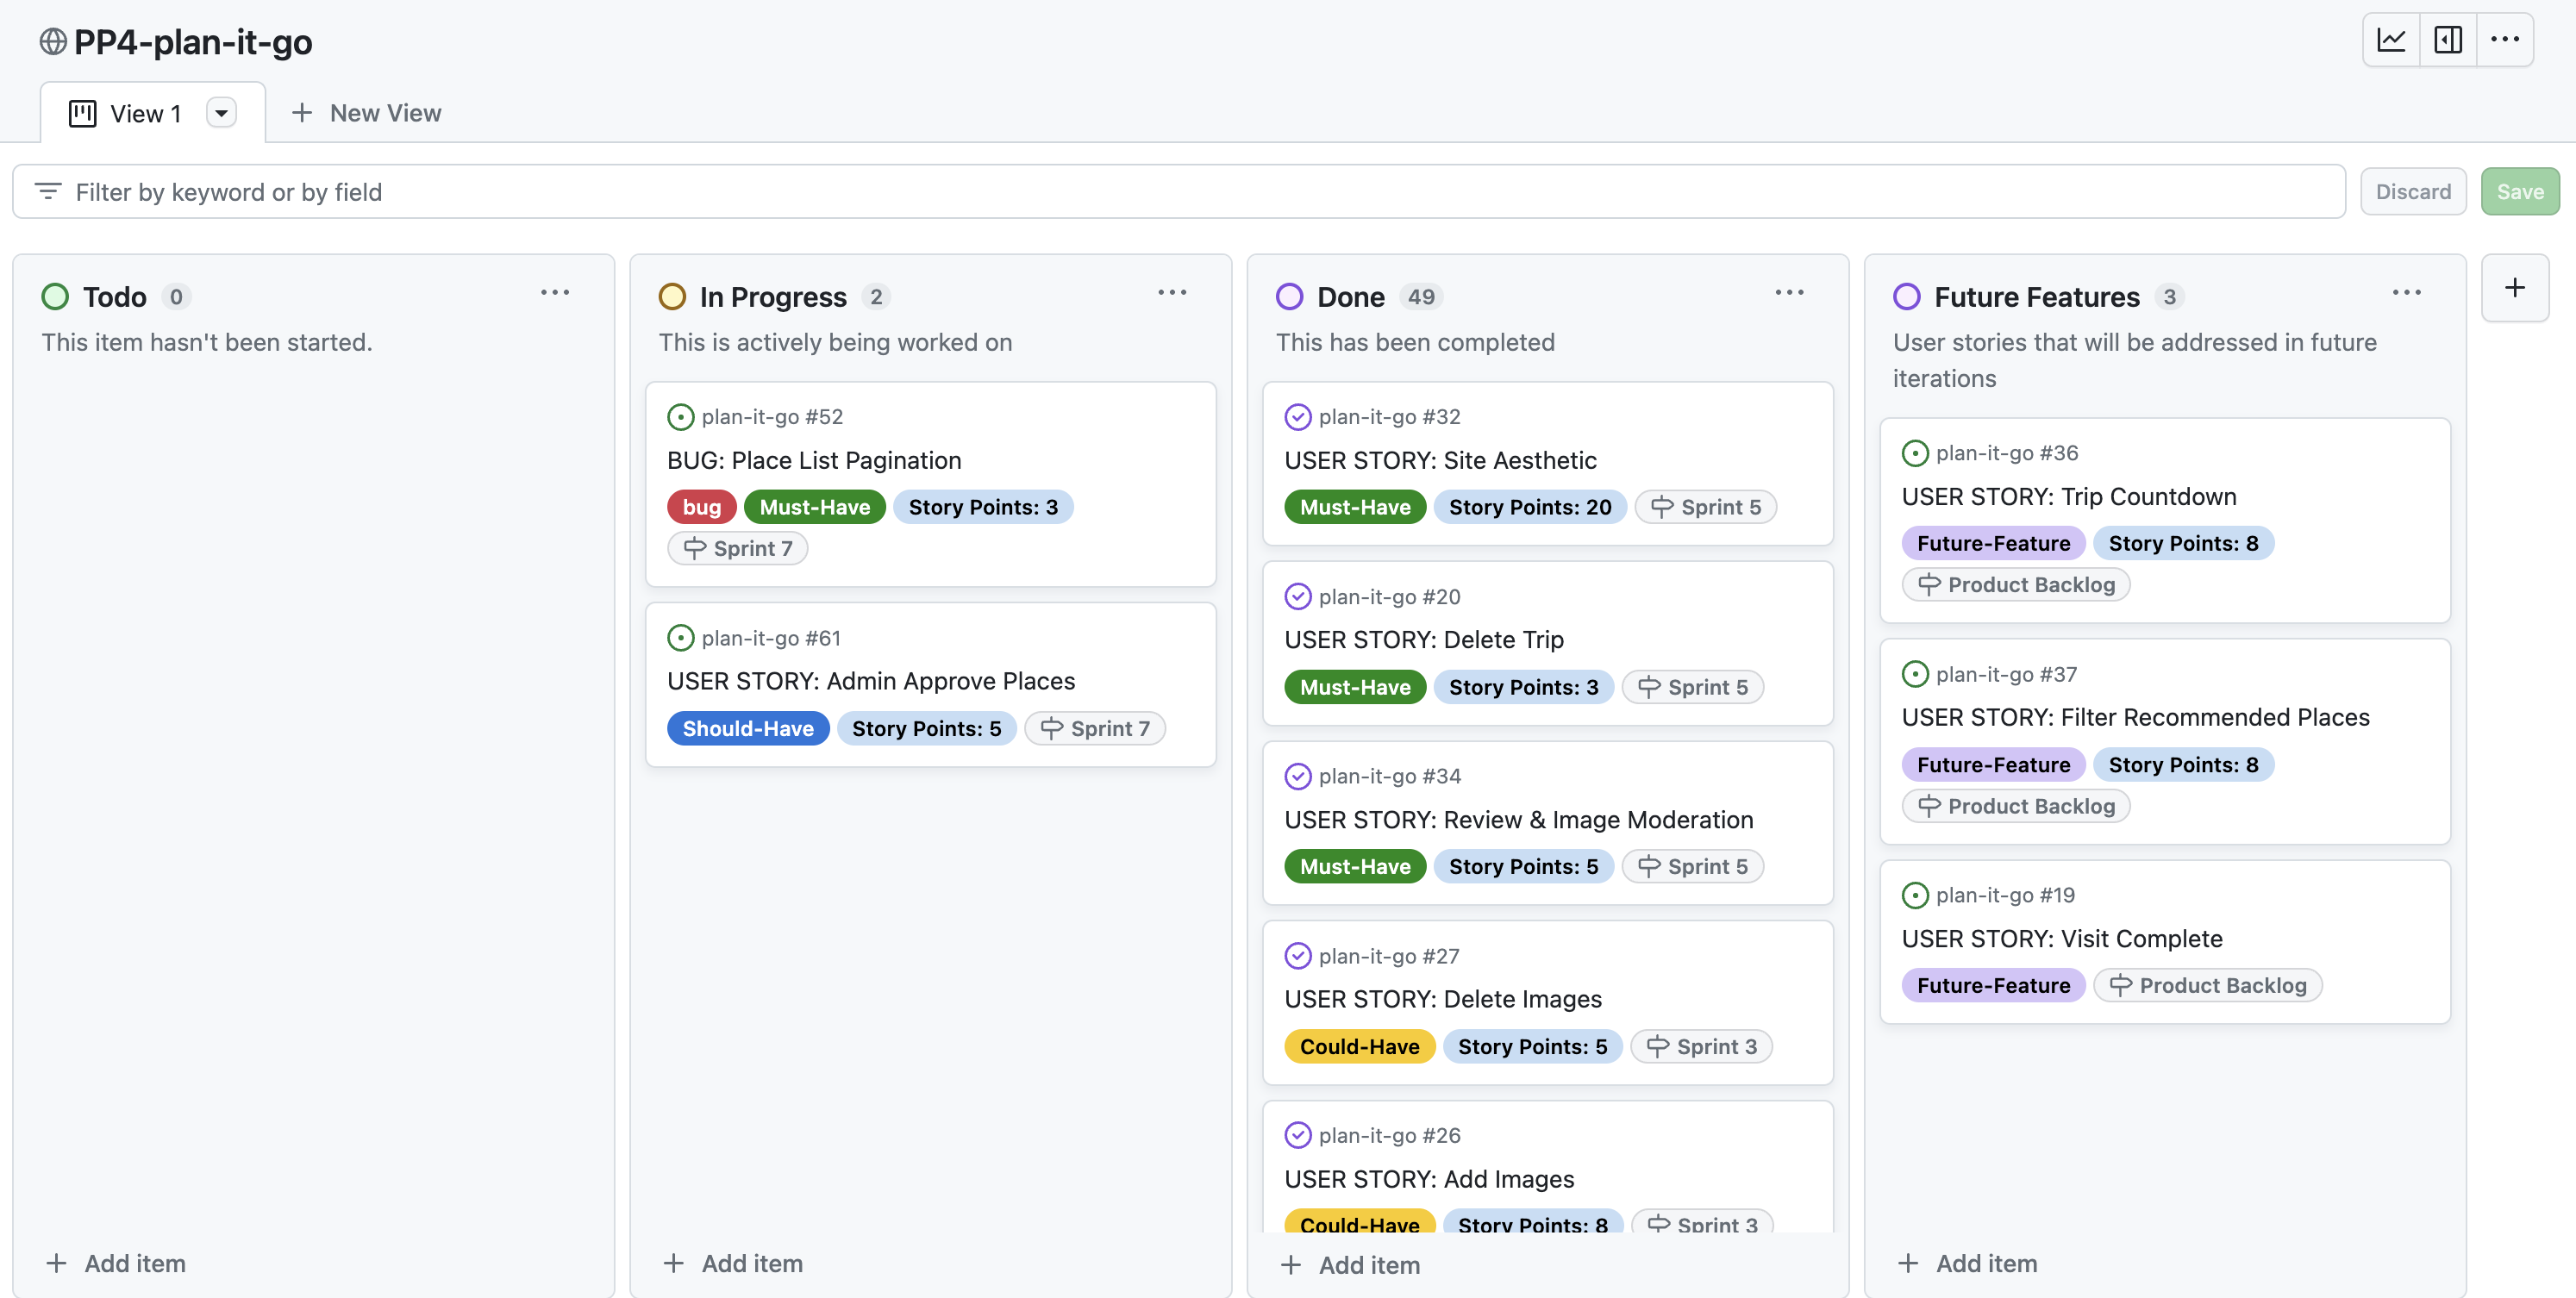 PP4-plan-it-go
View 1
New View
Filter by keyword or by field
Discard
Save
Todo 0
This item hasn't been started.
Add item
In Progress 2
This is actively being worked on
plan-it-go #52
BUG: Place List Pagination
bug Must-Have Story Points: 3
Sprint 7
plan-it-go #61
USER STORY: Admin Approve Places
Should-Have Story Points: 5 Sprint 7
Add item
Done 49
This has been completed
plan-it-go #32
USER STORY: Site Aesthetic
Must-Have Story Points: 20 Sprint 5
plan-it-go #20
USER STORY: Delete Trip
Must-Have Story Points: 3 Sprint 5
plan-it-go #34
USER STORY: Review & Image Moderation
Must-Have Story Points: 5 Sprint 5
plan-it-go #27
USER STORY: Delete Images
Could-Have Story Points: 5 Sprint 3
plan-it-go #26
USER STORY: Add Images
Could-Have Story Points: 8 Sprint 3
Add item
Future Features 3
User stories that will be addressed in future
iterations
plan-it-go #36
USER STORY: Trip Countdown
Future-Feature Story Points: 8
Product Backlog
plan-it-go #37
USER STORY: Filter Recommended Places
Future-Feature Story Points: 8
Product Backlog
plan-it-go #19
USER STORY: Visit Complete
Future-Feature Product Backlog
Add item